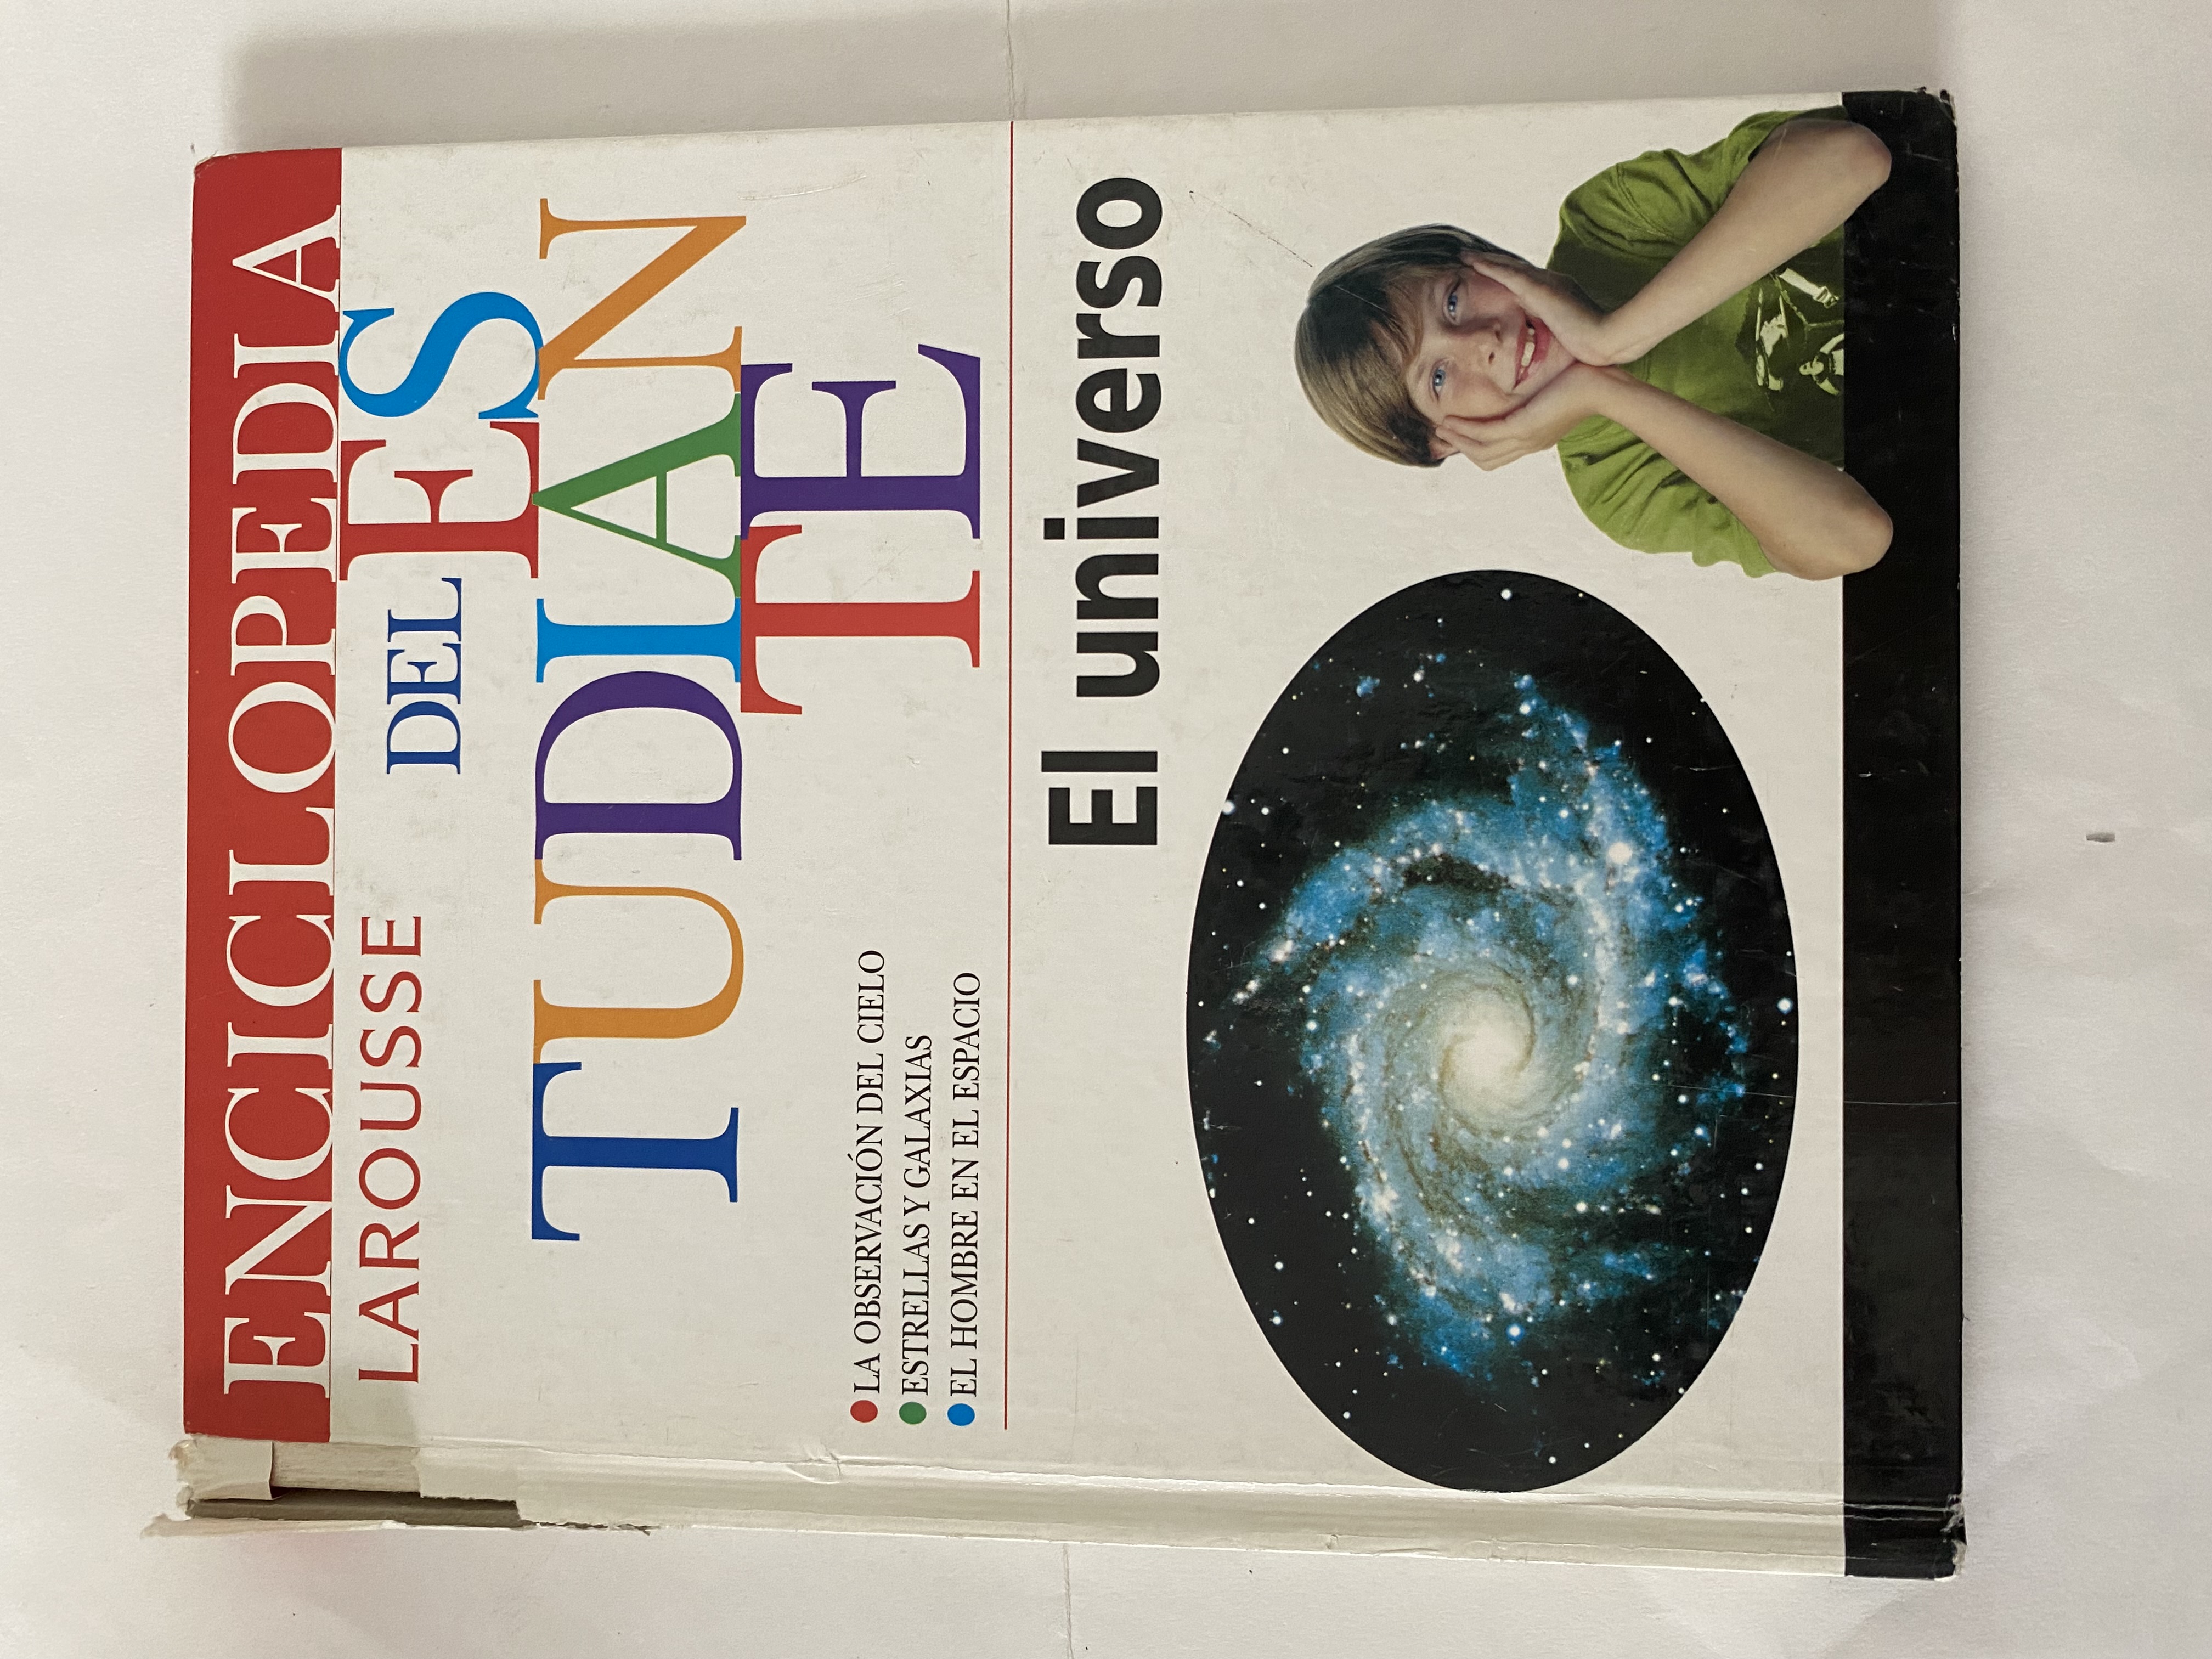 ENCICLOPEDIA
LAROUSSE
DEL ES
TUDIAN
TE
LA OBSERVACIÓN DEL CIELO
ESTRELLAS Y GALAXIAS
EL HOMBRE EN EL ESPACIO
El universo